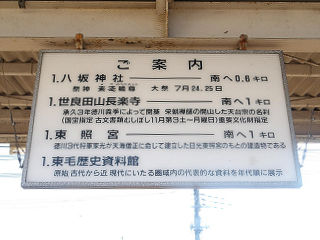 ご案内
1.八坂神社 ── 南へ0.6キロ
祭神 素盞嗚尊 大祭 7月24,25日
1.世良田山長楽寺 ── 南へ1キロ
承久3年徳川義季によって開基 栄朝禅師の開山した天台宗の名刹
(国宝指定 古文書類むしぼし11月第3土〜月曜日)重要文化財指定
1.東照宮 ── 南へ1キロ
徳川3代将軍家光が天海僧正に命じて建立した日光東照宮のもとの建造物である
1.東毛歴史資料館
原始 古代から近 現代にいたる圏域内の代表的な資料を年代順に展示